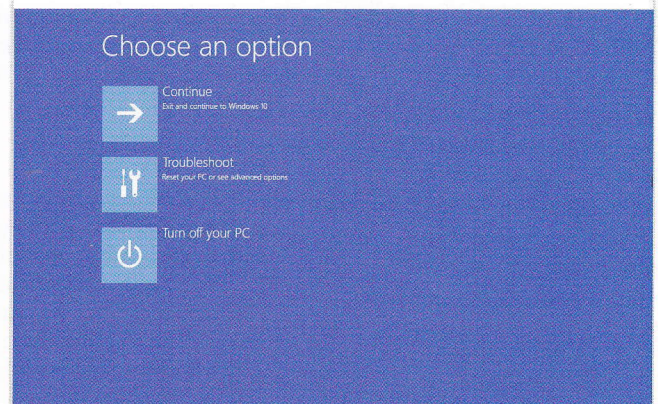 Choose an option
Continue
Exit and continue to Windows 10
Troubleshoot
Reset your PC or see advanced options
Turn off your PC